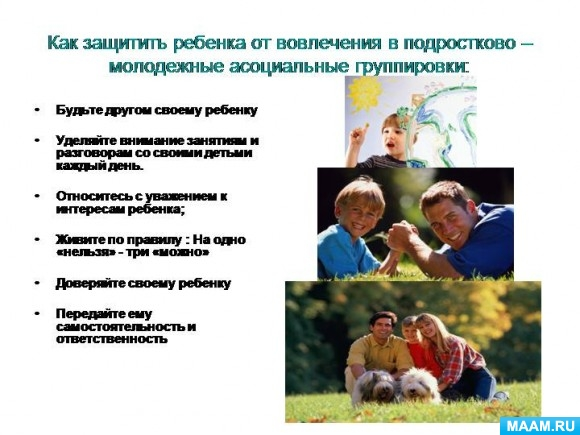 Как защитить ребенка от вовлечения в подростково –
молодежные асоциальные группировки:
• Будьте другом своему ребенку
• Уделяйте внимание занятиям и
разговорам со своими детьми
каждый день.
• Относитесь с уважением к
интересам ребенка;
• Живите по правилу : На одно
«нельзя» - три «можно»
• Доверяйте своему ребенку
• Передайте ему
самостоятельность и
ответственность
MAAM.RU